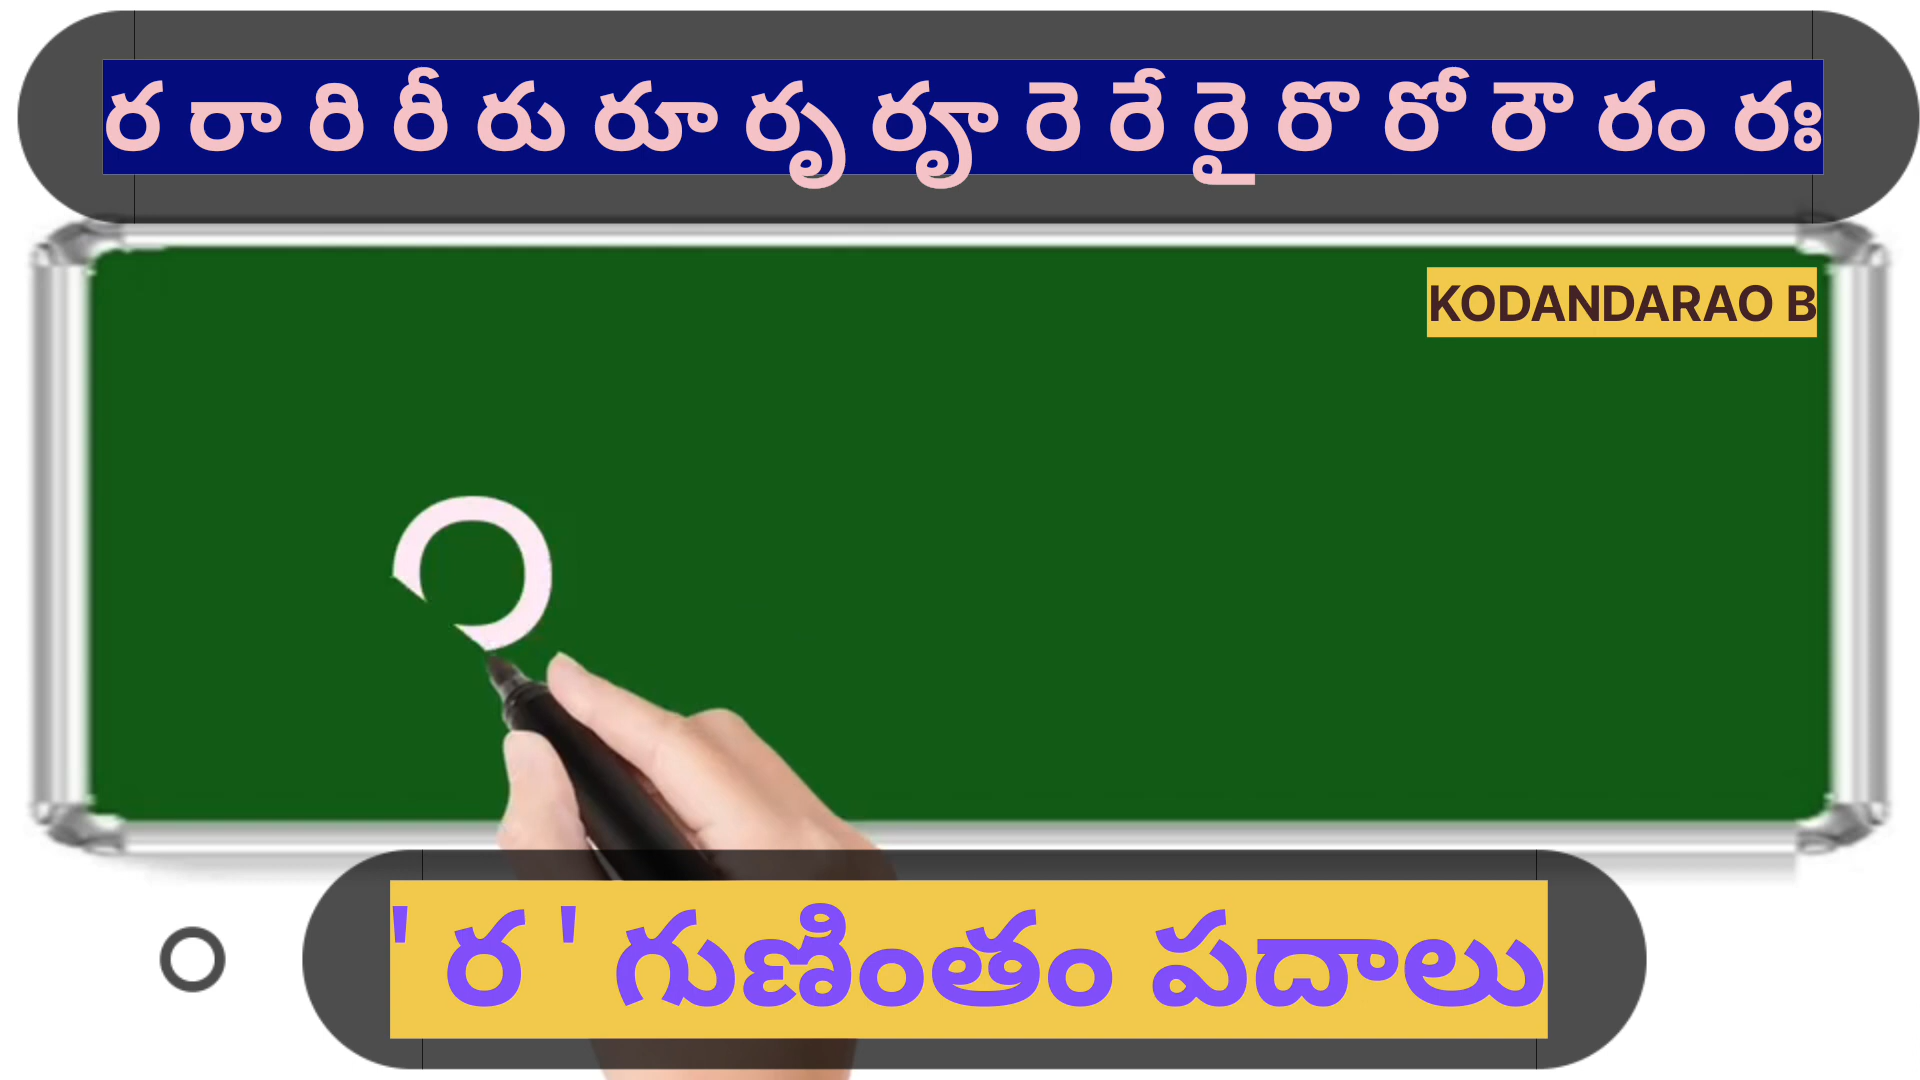 ర రా రి రీ రు రూ రృ రౄ రె రే రై రొ రో రౌ రం రః
KODANDARAO B
' ర ' గుణింతం పదాలు